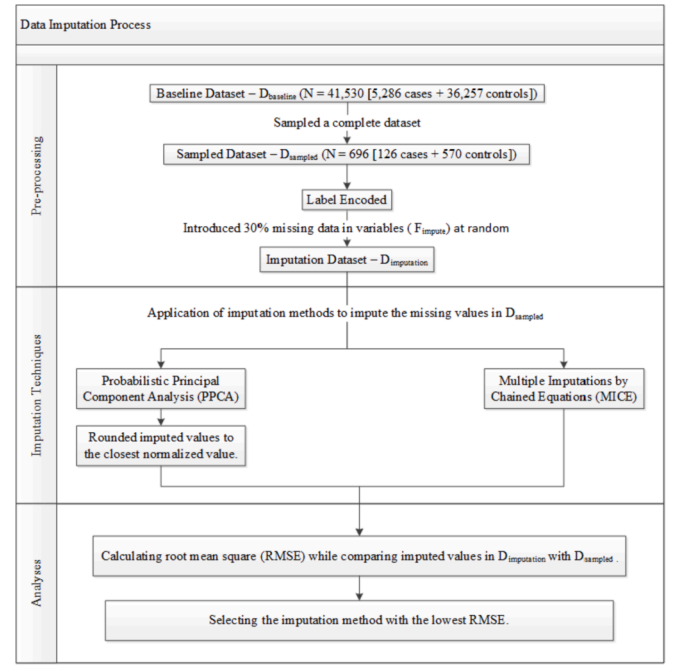 Data Imputation Process
Pre-processing
Baseline Dataset – Dbaseline (N = 41,530 [5,286 cases + 36,257 controls])
Sampled a complete dataset
Sampled Dataset – Dsampled (N = 696 [126 cases + 570 controls])
Label Encoded
Introduced 30% missing data in variables ( Fimpute) at random
Imputation Dataset – Dimputation
Imputation Techniques
Application of imputation methods to impute the missing values in Dsampled
Probabilistic Principal
Component Analysis (PPCA)
Multiple Imputations by
Chained Equations (MICE)
Rounded imputed values to
the closest normalized value.
Analyses
Calculating root mean square (RMSE) while comparing imputed values in Dimputation with Dsampled .
Selecting the imputation method with the lowest RMSE.